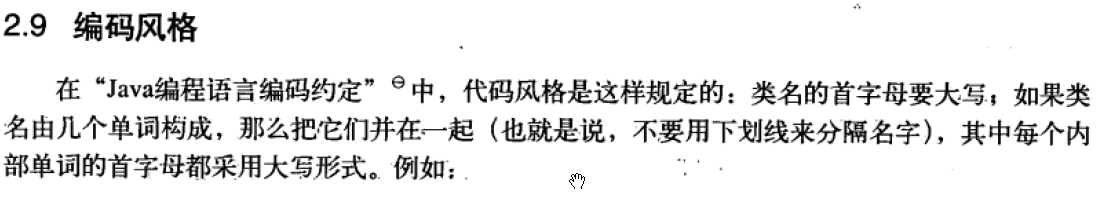 2.9 编码风格
在“Java编程语言编码约定”⊖中，代码风格是这样规定的：类名的首字母要大写；如果类
名由几个单词构成，那么把它们并在一起（也就是说，不要用下划线来分隔名字），其中每个内
部单词的首字母都采用大写形式。例如：